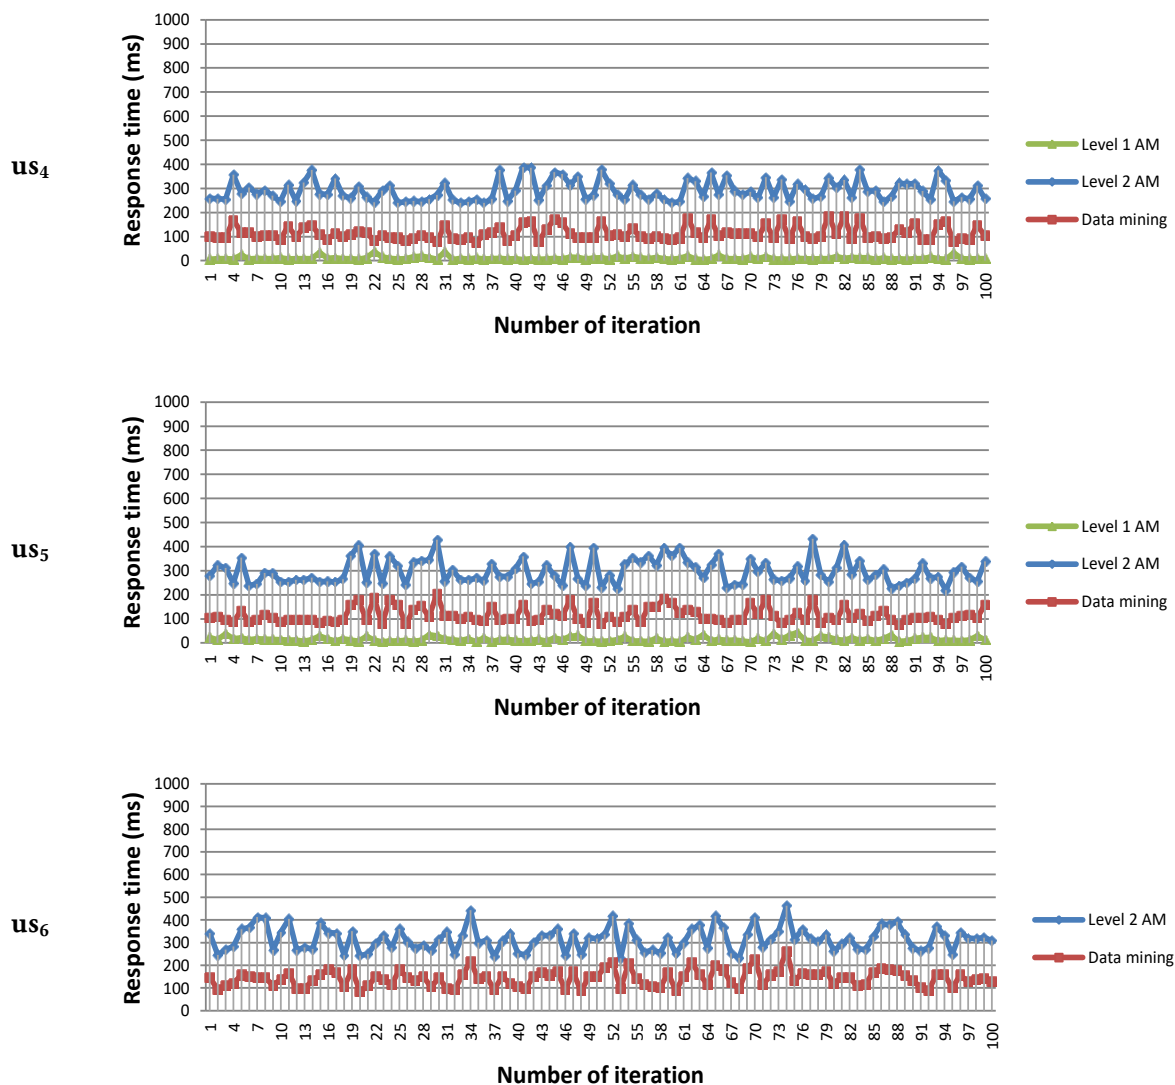 us4
Response time (ms)
1000
900
800
700
600
500
400
300
200
100
0
1 4 7 10 13 16 19 22 25 28 31 34 37 40 43 46 49 52 55 58 61 64 67 70 73 76 79 82 85 88 91 94 97 100
Number of iteration
Level 1 AM
Level 2 AM
Data mining
us5
Response time (ms)
1000
900
800
700
600
500
400
300
200
100
0
1 4 7 10 13 16 19 22 25 28 31 34 37 40 43 46 49 52 55 58 61 64 67 70 73 76 79 82 85 88 91 94 97 100
Number of iteration
Level 1 AM
Level 2 AM
Data mining
us6
Response time (ms)
1000
900
800
700
600
500
400
300
200
100
0
1 4 7 10 13 16 19 22 25 28 31 34 37 40 43 46 49 52 55 58 61 64 67 70 73 76 79 82 85 88 91 94 97 100
Number of iteration
Level 2 AM
Data mining